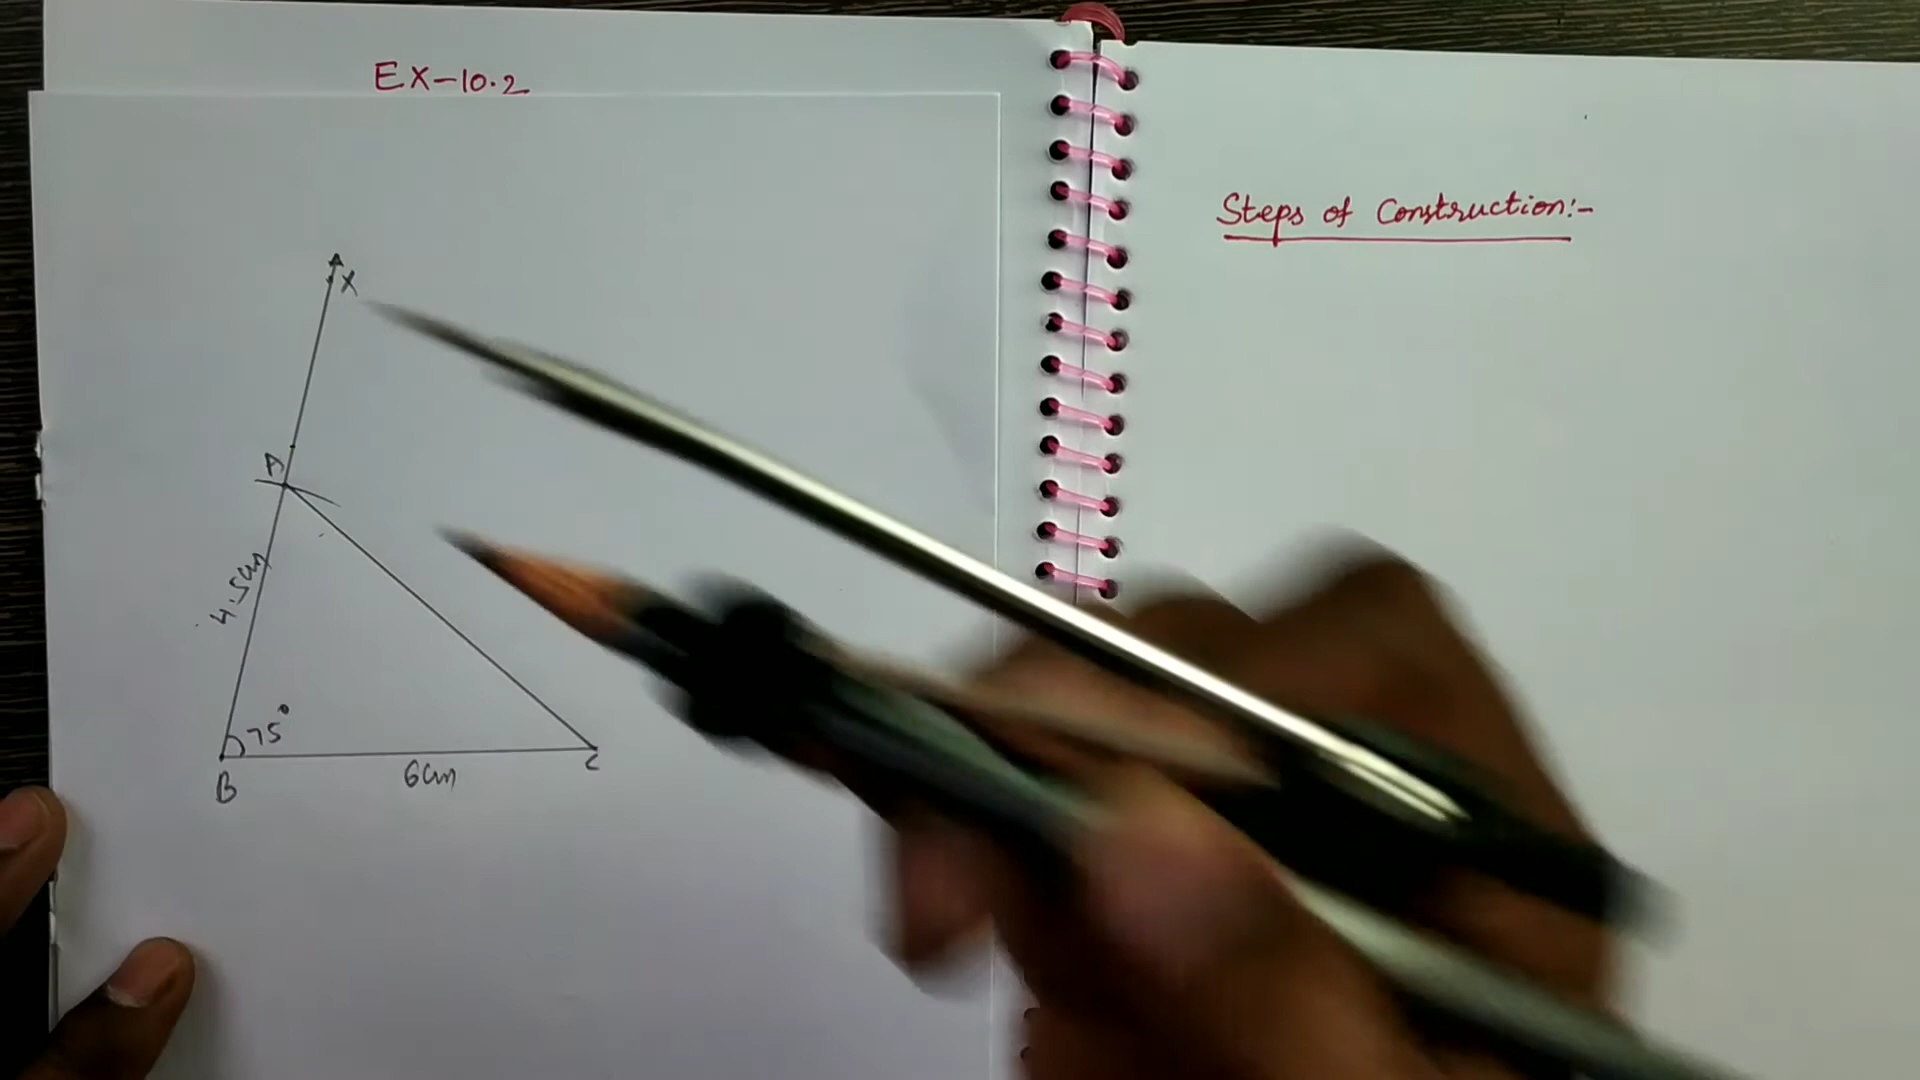 EX-10.2
Steps of Construction:-
X
A
4.5cm
75°
B
6cm
C